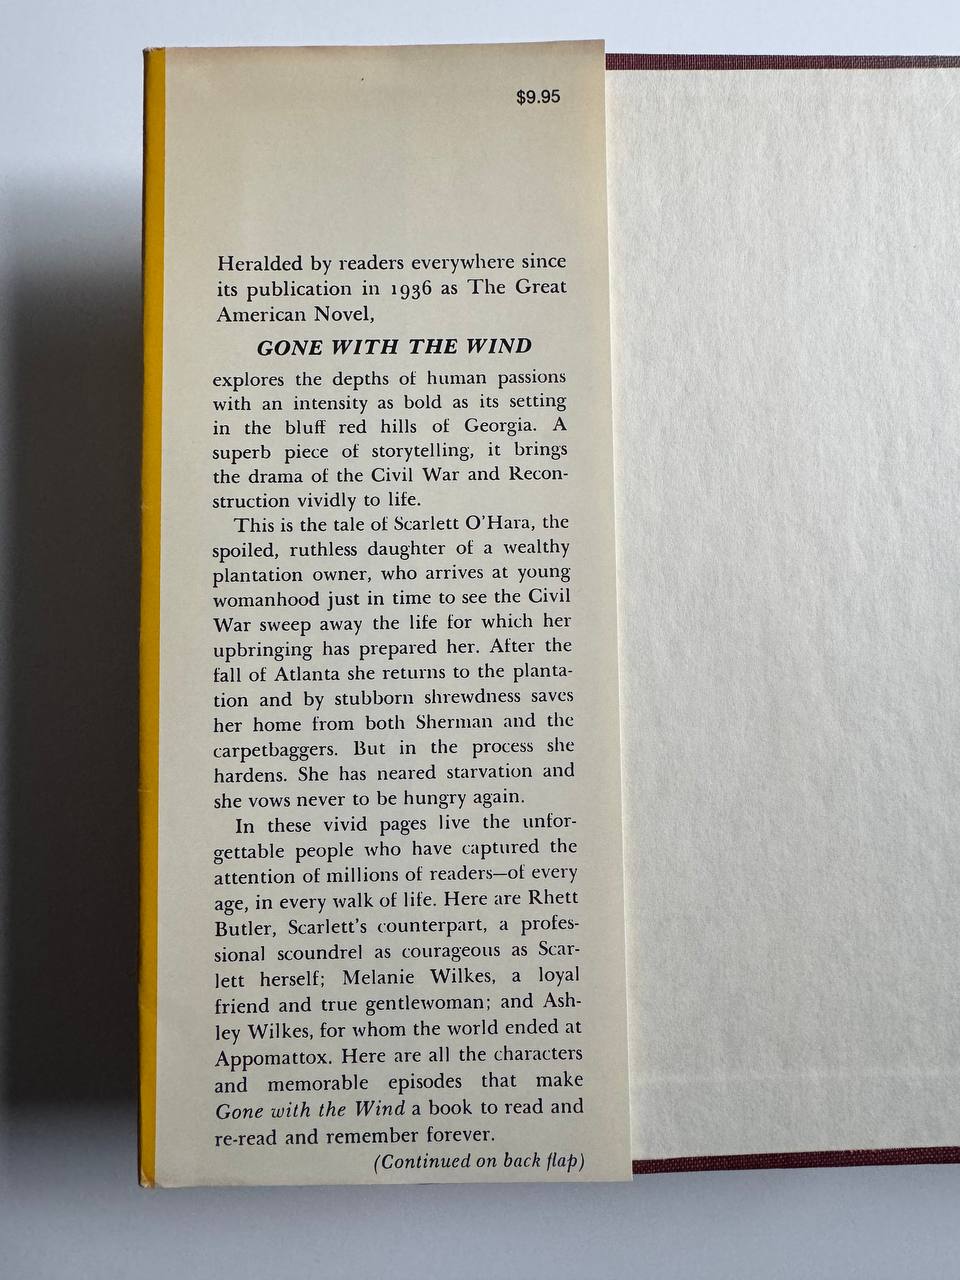 $9.95
Heralded by readers everywhere since
its publication in 1936 as The Great
American Novel,
GONE WITH THE WIND
explores the depths of human passions
with an intensity as bold as its setting
in the bluff red hills of Georgia. A
superb piece of storytelling, it brings
the drama of the Civil War and Recon-
struction vividly to life.
This is the tale of Scarlett O'Hara, the
spoiled, ruthless daughter of a wealthy
plantation owner, who arrives at young
womanhood just in time to see the Civil
War sweep away the life for which her
upbringing has prepared her. After the
fall of Atlanta she returns to the planta-
tion and by stubborn shrewdness saves
her home from both Sherman and the
carpetbaggers. But in the process she
hardens. She has neared starvation and
she vows never to be hungry again.
In these vivid pages live the unfor-
gettable people who have captured the
attention of millions of readers—of every
age, in every walk of life. Here are Rhett
Butler, Scarlett's counterpart, a profes-
sional scoundrel as courageous as Scar-
lett herself; Melanie Wilkes, a loyal
friend and true gentlewoman; and Ash-
ley Wilkes, for whom the world ended at
Appomattox. Here are all the characters
and memorable episodes that make
Gone with the Wind a book to read and
re-read and remember forever.
(Continued on back flap)